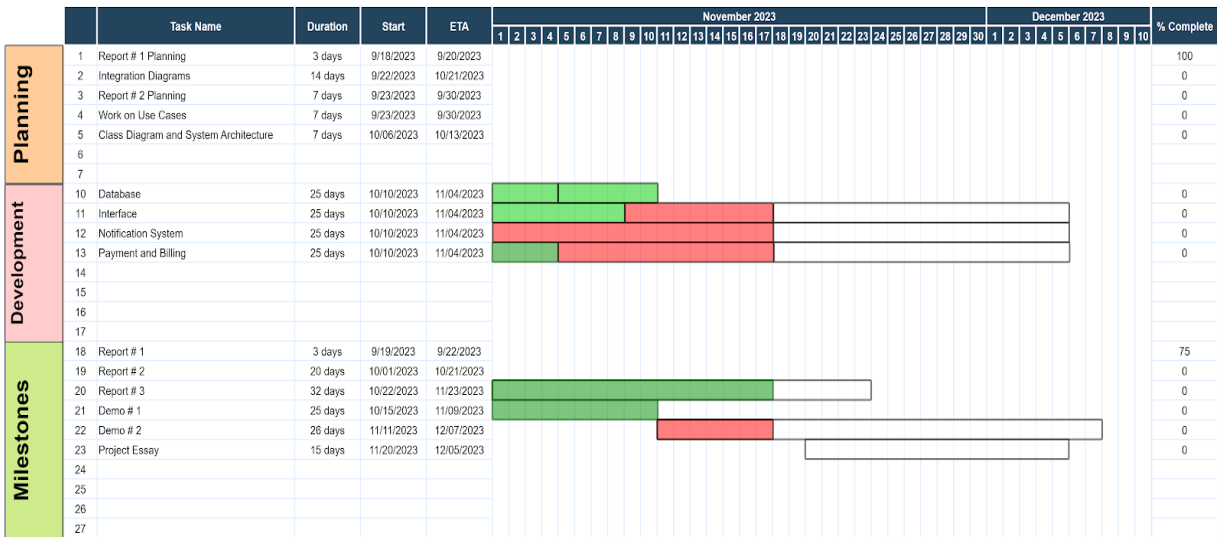 November 2023 December 2023
Task Name Duration Start ETA % Complete
1 2 3 4 5 6 7 8 9 10 11 12 13 14 15 16 17 18 19 20 21 22 23 24 25 26 27 28 29 30 1 2 3 4 5 6 7 8 9 10
Planning
1 Report # 1 Planning 3 days 9/18/2023 9/20/2023 100
2 Integration Diagrams 14 days 9/22/2023 10/21/2023 0
3 Report # 2 Planning 7 days 9/23/2023 9/30/2023 0
4 Work on Use Cases 7 days 9/23/2023 9/30/2023 0
5 Class Diagram and System Architecture 7 days 10/06/2023 10/13/2023 0
6
7
Development
10 Database 25 days 10/10/2023 11/04/2023 0
11 Interface 25 days 10/10/2023 11/04/2023 0
12 Notification System 25 days 10/10/2023 11/04/2023 0
13 Payment and Billing 25 days 10/10/2023 11/04/2023 0
14
15
16
17
Milestones
18 Report # 1 3 days 9/19/2023 9/22/2023 75
19 Report # 2 20 days 10/01/2023 10/21/2023 0
20 Report # 3 32 days 10/22/2023 11/23/2023 0
21 Demo # 1 25 days 10/15/2023 11/09/2023 0
22 Demo # 2 26 days 11/11/2023 12/07/2023 0
23 Project Essay 15 days 11/20/2023 12/05/2023 0
24
25
26
27